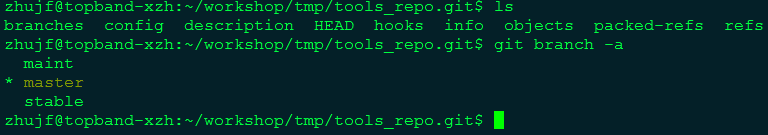 zhujf@topband-xzh:~/workshop/tmp/tools_repo.git$ ls
branches config description HEAD hooks info objects packed-refs refs
zhujf@topband-xzh:~/workshop/tmp/tools_repo.git$ git branch -a
maint
* master
stable
zhujf@topband-xzh:~/workshop/tmp/tools_repo.git$